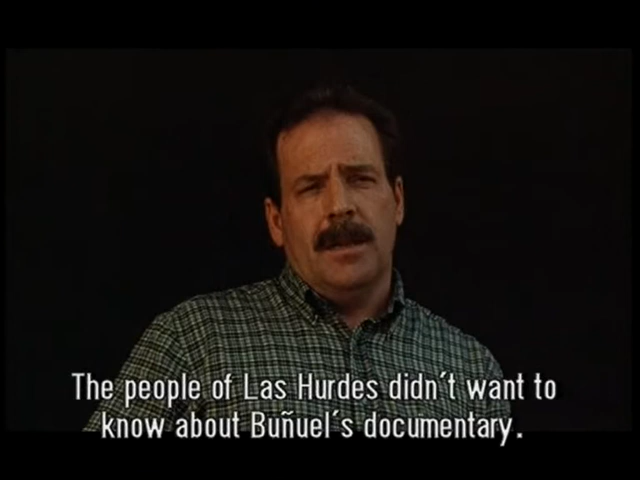 The people of Las Hurdes didn´t want to
know about Buñuel´s documentary.